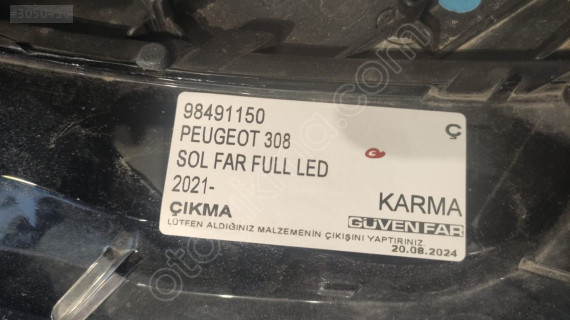 98491150
Ç
PEUGEOT 308
SOL FAR FULL LED
2021-
KARMA
ÇIKMA
GÜVEN FAR
LÜTFEN ALDIĞINIZ MALZEMENİN ÇIKIŞINI YAPTIRINIZ
20.08.2024